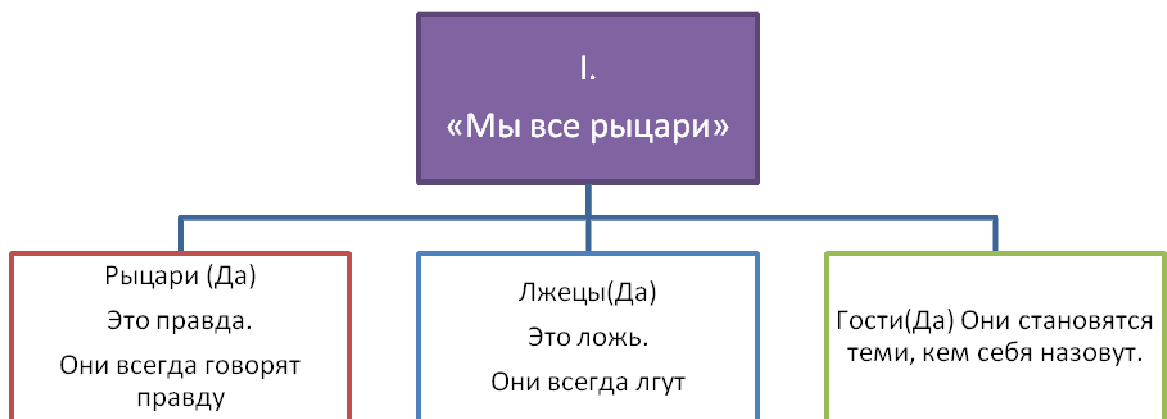 I.
«Мы все рыцари»
Рыцари (Да)
Это правда.
Они всегда говорят
правду
Лжецы(Да)
Это ложь.
Они всегда лгут
Гости(Да) Они становятся
теми, кем себя назовут.